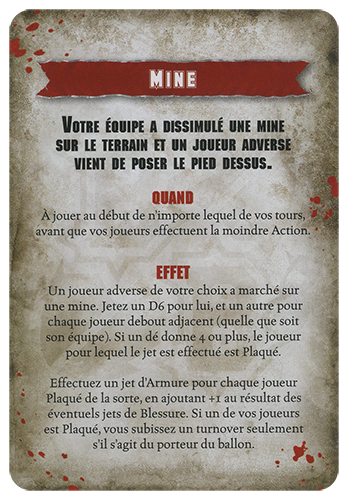 Mine
Votre équipe a dissimulé une mine
sur le terrain et un joueur adverse
vient de poser le pied dessus.
QUAND
À jouer au début de n'importe lequel de vos tours,
avant que vos joueurs effectuent la moindre Action.
EFFET
Un joueur adverse de votre choix a marché sur
une mine. Jetez un D6 pour lui, et un autre pour
chaque joueur debout adjacent (quelle que soit
son équipe). Si un dé donne 4 ou plus, le joueur
pour lequel le jet est effectué est Plaqué.
Effectuez un jet d'Armure pour chaque joueur
Plaqué de la sorte, en ajoutant +1 au résultat des
éventuels jets de Blessure. Si un de vos joueurs
est Plaqué, vous subissez un turnover seulement
s'il s'agit du porteur du ballon.